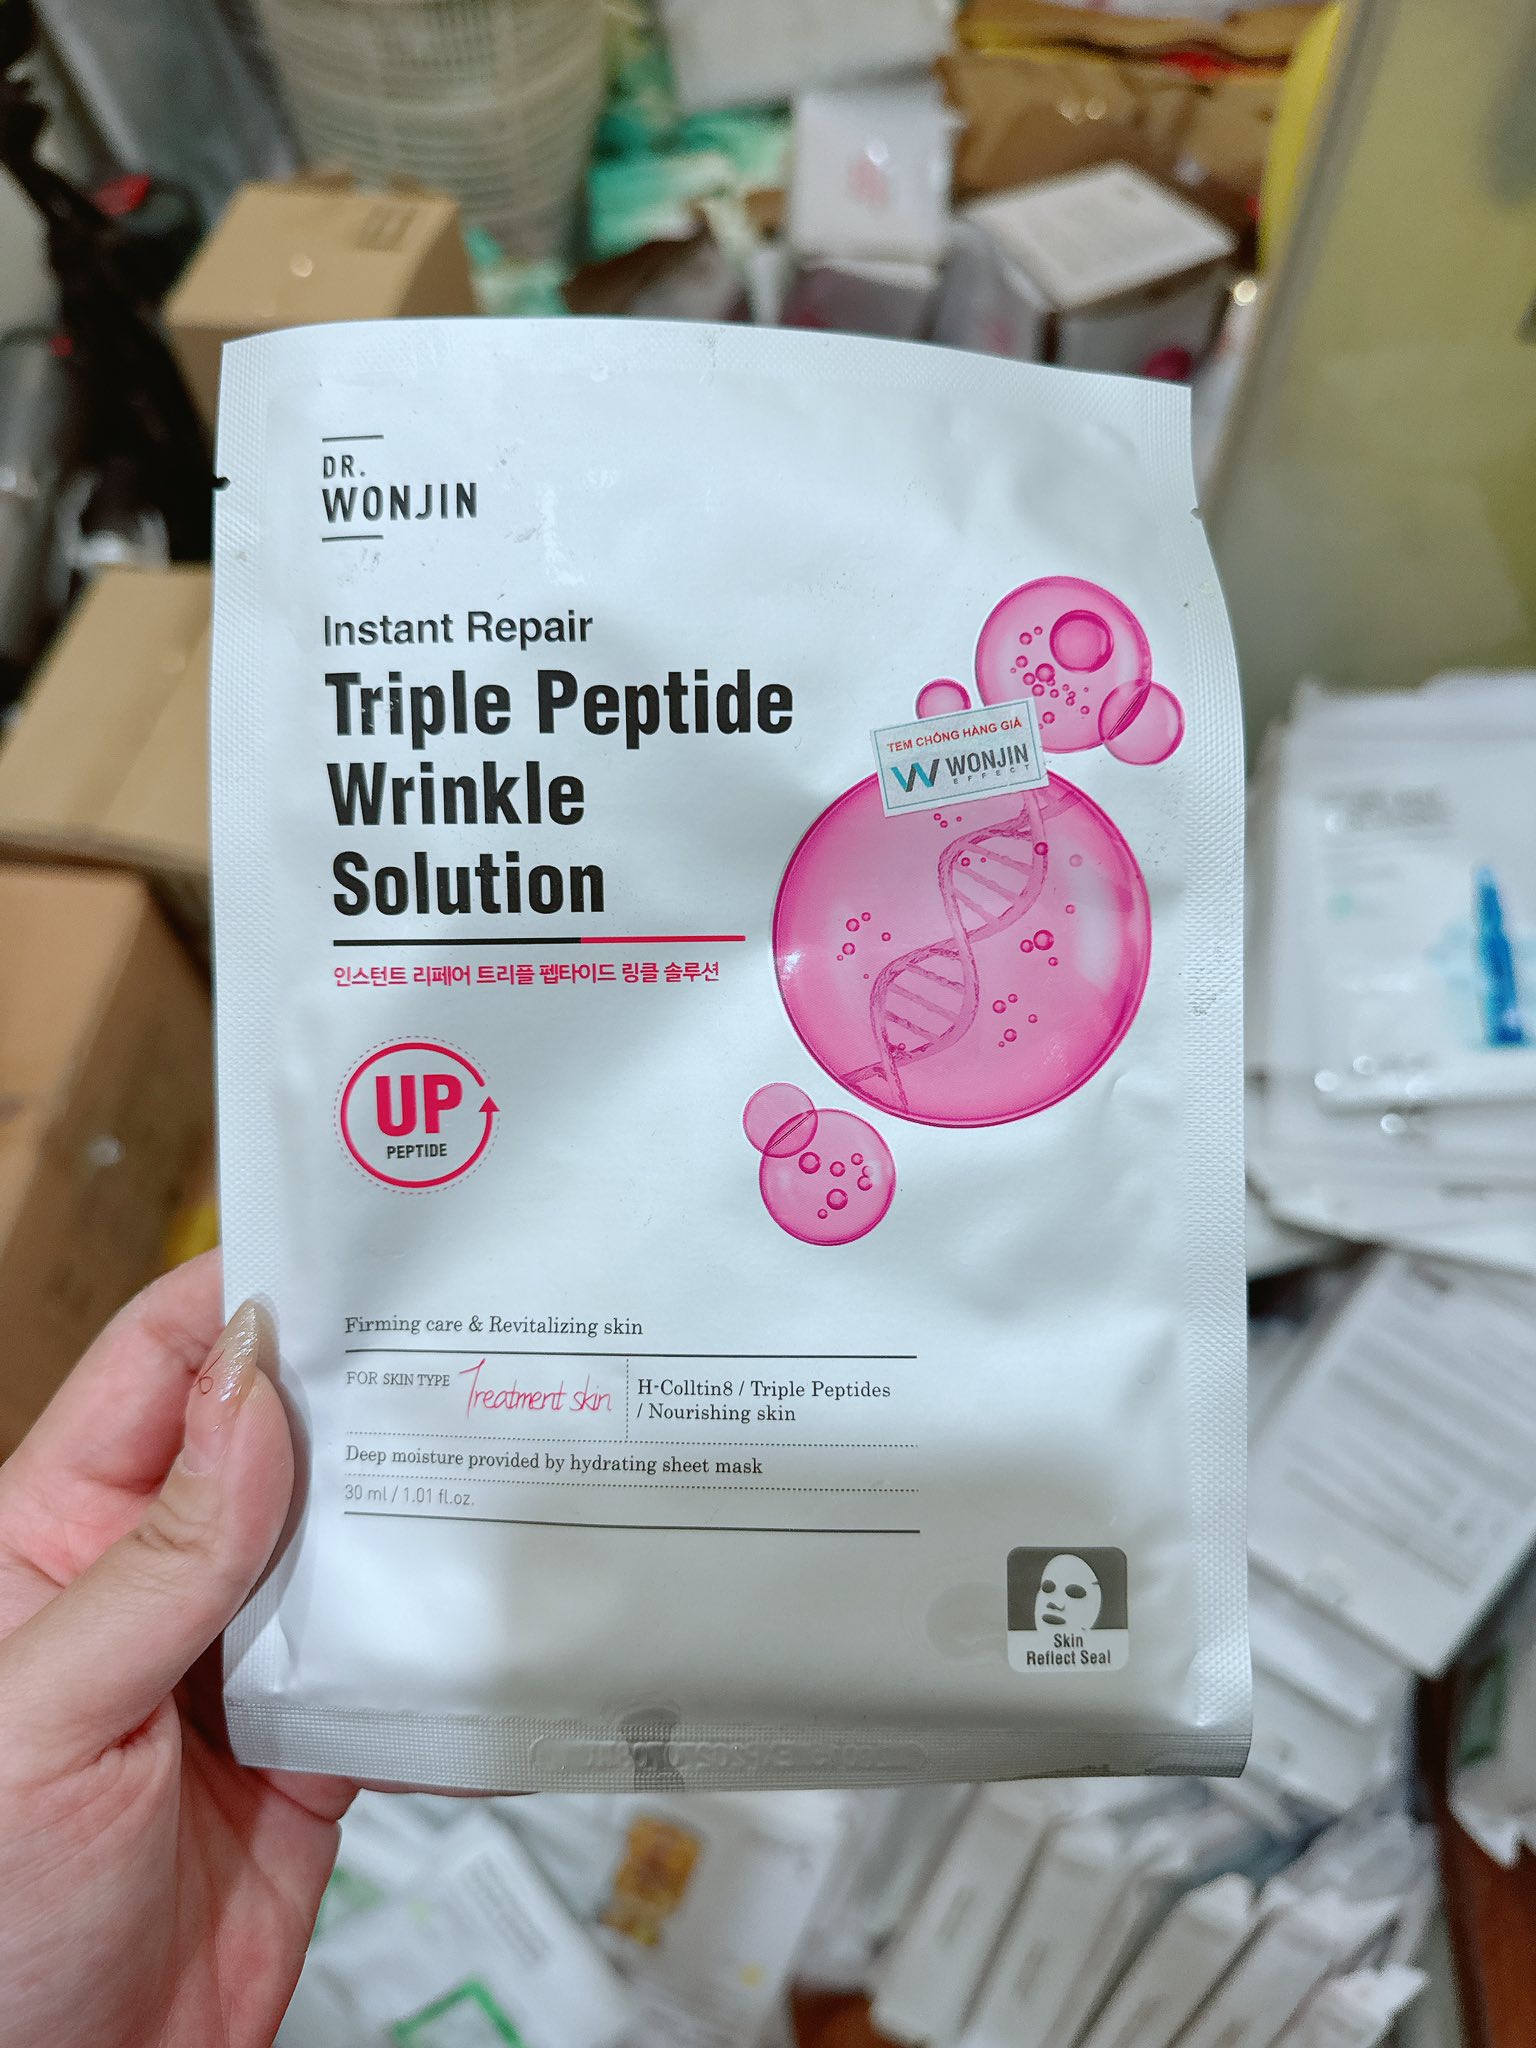 DR.
WONJIN
Instant Repair
Triple Peptide
Wrinkle
Solution
인스턴트 리페어 트리플 펩타이드 링클 솔루션
TEM CHỐNG HÀNG GIẢ
WONJIN
EFFECT
UP
PEPTIDE
Firming care & Revitalizing skin
FOR SKIN TYPE Treatment skin
H-Colltin8 / Triple Peptides
/ Nourishing skin
Deep moisture provided by hydrating sheet mask
30 ml / 1.01 fl.oz.
Skin
Reflect Seal